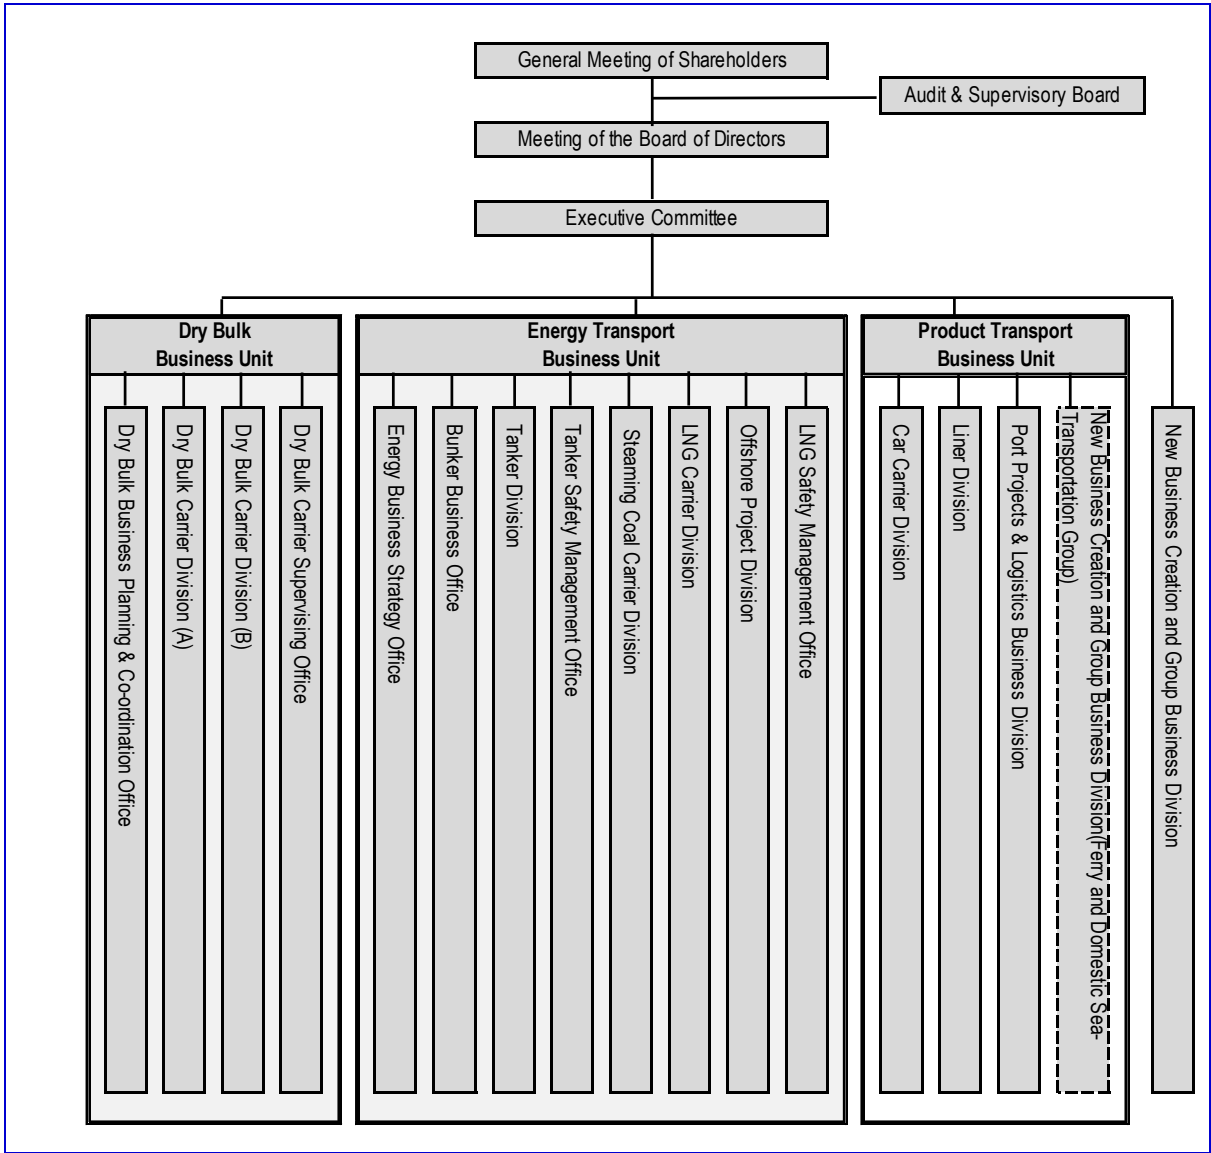 General Meeting of Shareholders
Audit & Supervisory Board
Meeting of the Board of Directors
Executive Committee
Dry Bulk
Business Unit
Energy Transport
Business Unit
Product Transport
Business Unit
Dry Bulk Business Planning & Co-ordination Office
Dry Bulk Carrier Division (A)
Dry Bulk Carrier Division (B)
Dry Bulk Carrier Supervising Office
Energy Business Strategy Office
Bunker Business Office
Tanker Division
Tanker Safety Management Office
Steaming Coal Carrier Division
LNG Carrier Division
Offshore Project Division
LNG Safety Management Office
Car Carrier Division
Liner Division
Port Projects & Logistics Business Division
New Business Creation and Group Business Division(Ferry and Domestic Sea-
Transportation Group)
New Business Creation and Group Business Division